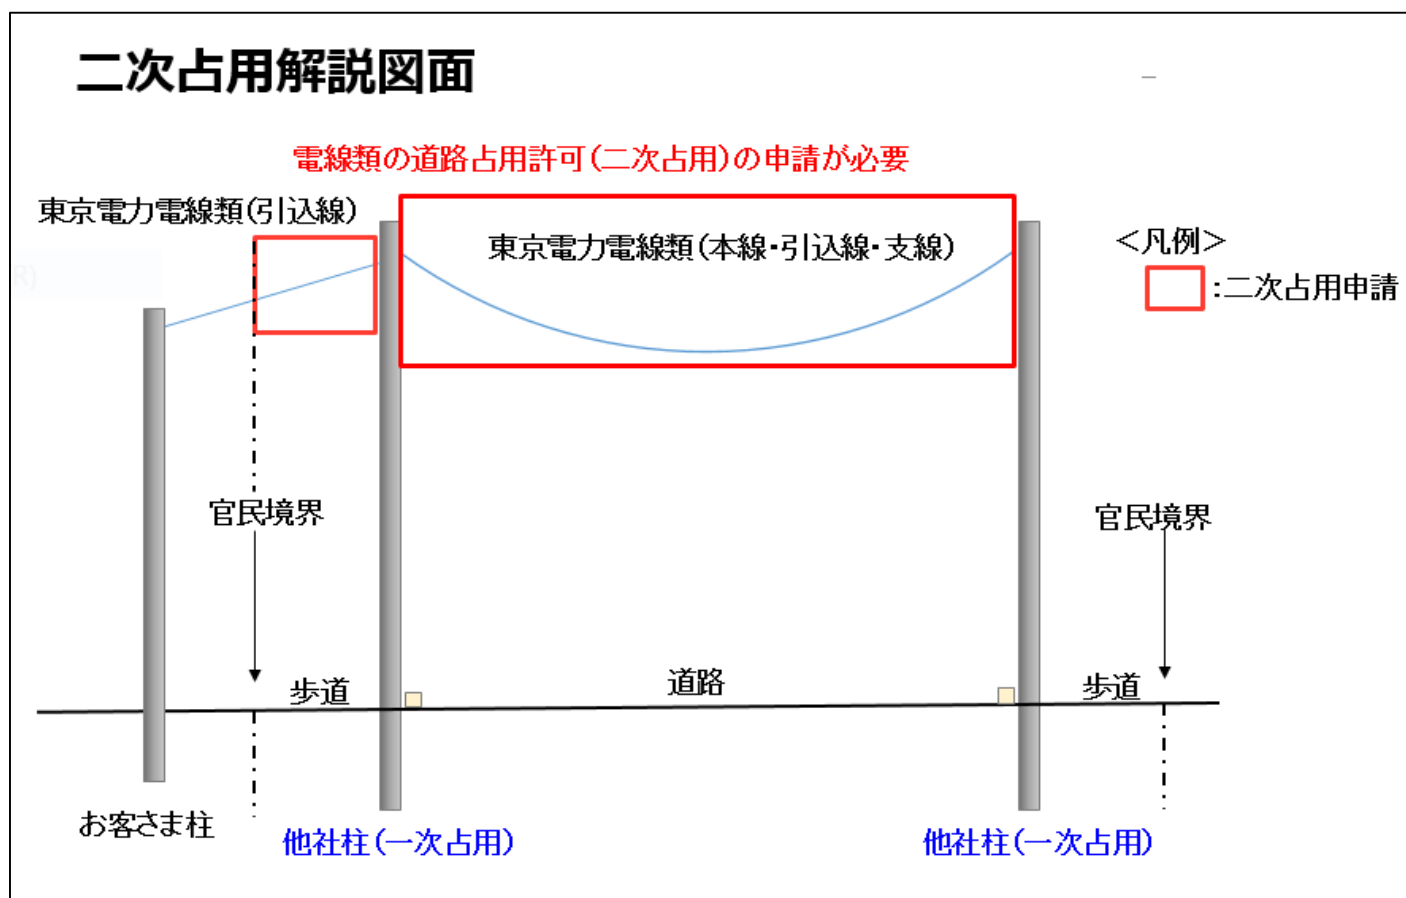 二次占用解説図面
電線類の道路占用許可(二次占用)の申請が必要
東京電力電線類(引込線)
東京電力電線類(本線・引込線・支線)
<凡例>
:二次占用申請
官民境界
官民境界
歩道
道路
歩道
お客さま柱
他社柱(一次占用)
他社柱(一次占用)